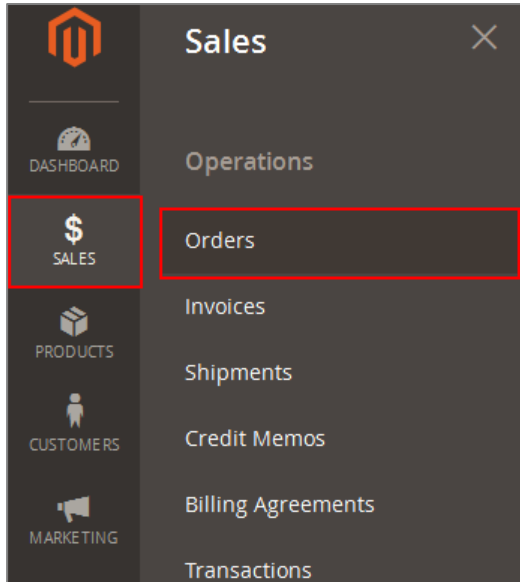 Sales
Operations
DASHBOARD
$
SALES
Orders
Invoices
PRODUCTS
Shipments
CUSTOMERS
Credit Memos
Billing Agreements
MARKETING
Transactions